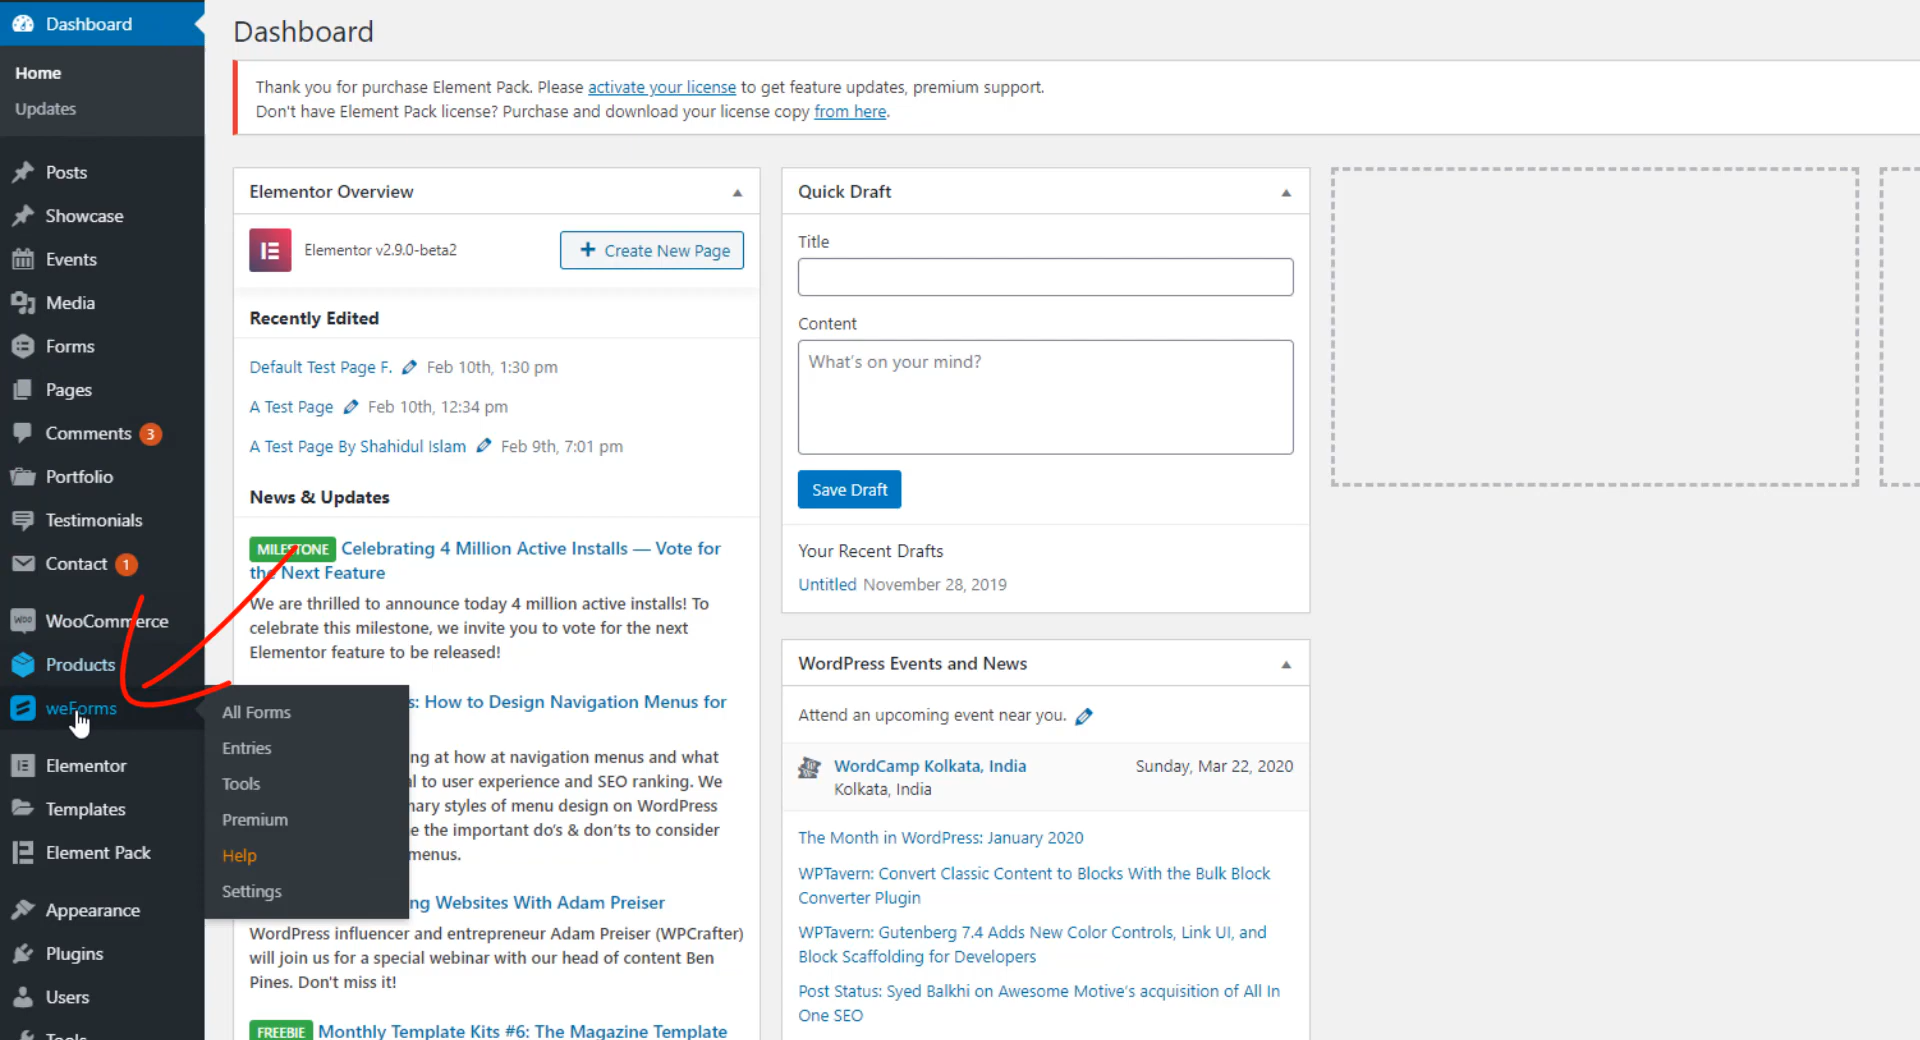 Dashboard
Home
Updates
Posts
Showcase
Events
Media
Forms
Pages
Comments 3
Portfolio
Testimonials
Contact 1
WOO WooCommerce
Products
weForms
Elementor
Templates
Element Pack
Appearance
Plugins
Users
Tools
All Forms
Entries
Tools
Premium
Help
Settings
Dashboard
Thank you for purchase Element Pack. Please activate your license to get feature updates, premium support.
Don't have Element Pack license? Purchase and download your license copy from here.
Elementor Overview
Elementor v2.9.0-beta2
+ Create New Page
Recently Edited
Default Test Page F. Feb 10th, 1:30 pm
A Test Page Feb 10th, 12:34 pm
A Test Page By Shahidul Islam Feb 9th, 7:01 pm
News & Updates
MILESTONE Celebrating 4 Million Active Installs — Vote for
the Next Feature
We are thrilled to announce today 4 million active installs! To
celebrate this milestone, we invite you to vote for the next
Elementor feature to be released!
s: How to Design Navigation Menus for
ng at how at navigation menus and what
l to user experience and SEO ranking. We
nary styles of menu design on WordPress
e the important do's & don'ts to consider
menus.
ng Websites With Adam Preiser
WordPress influencer and entrepreneur Adam Preiser (WPCrafter)
will join us for a special webinar with our head of content Ben
Pines. Don't miss it!
FREEBIE Monthly Template Kits #6: The Magazine Template
Quick Draft
Title
Content
What's on your mind?
Save Draft
Your Recent Drafts
Untitled November 28, 2019
WordPress Events and News
Attend an upcoming event near you.
WordCamp Kolkata, India Sunday, Mar 22, 2020
Kolkata, India
The Month in WordPress: January 2020
WPTavern: Convert Classic Content to Blocks With the Bulk Block
Converter Plugin
WPTavern: Gutenberg 7.4 Adds New Color Controls, Link UI, and
Block Scaffolding for Developers
Post Status: Syed Balkhi on Awesome Motive's acquisition of All In
One SEO